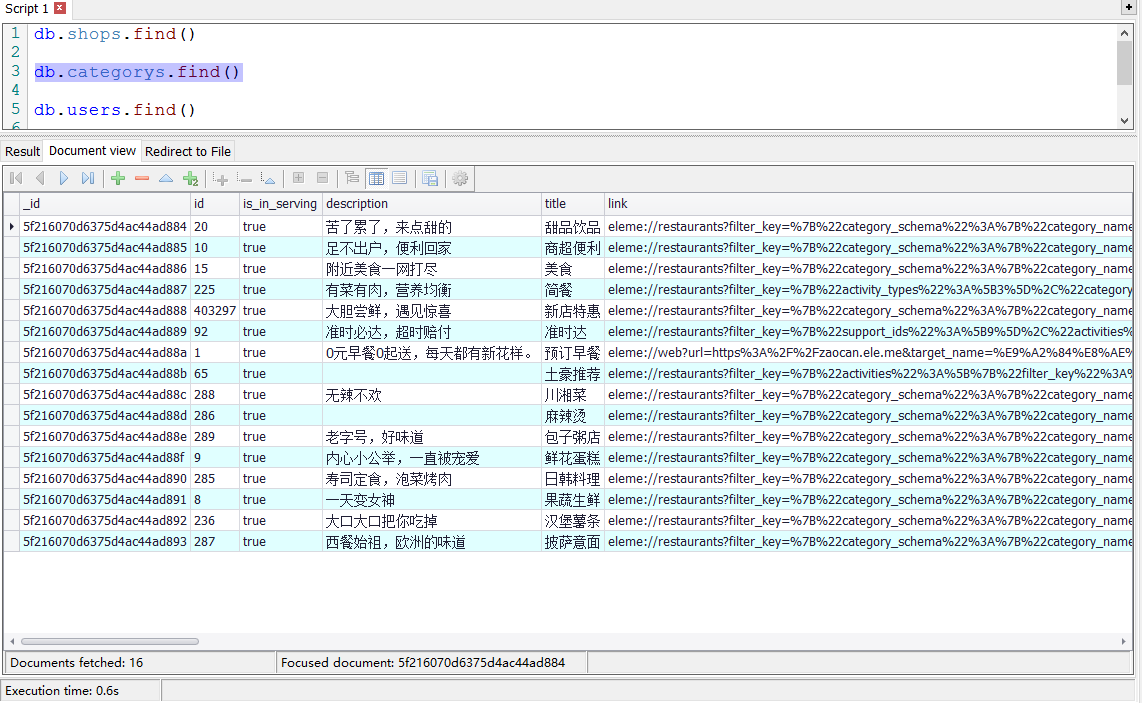 Script 1
1 db.shops.find()
2
3 db.categorys.find()
4
5 db.users.find()
6
Result Document view Redirect to File
_id id is_in_serving description title link
5f216070d6375d4ac44ad884 20 true 苦了累了，来点甜的 甜品饮品 eleme://restaurants?filter_key=%7B%22category_schema%22%3A%7B%22category_name
5f216070d6375d4ac44ad885 10 true 足不出户，便利回家 商超便利 eleme://restaurants?filter_key=%7B%22category_schema%22%3A%7B%22category_name
5f216070d6375d4ac44ad886 15 true 附近美食一网打尽 美食 eleme://restaurants?filter_key=%7B%22category_schema%22%3A%7B%22category_name
5f216070d6375d4ac44ad887 225 true 有菜有肉，营养均衡 简餐 eleme://restaurants?filter_key=%7B%22activity_types%22%3A%5B3%5D%2C%22category
5f216070d6375d4ac44ad888 403297 true 大胆尝鲜，遇见惊喜 新店特惠 eleme://restaurants?filter_key=%7B%22category_schema%22%3A%7B%22category_name
5f216070d6375d4ac44ad889 92 true 准时必达，超时赔付 准时达 eleme://restaurants?filter_key=%7B%22support_ids%22%3A%5B9%5D%2C%22activities%
5f216070d6375d4ac44ad88a 1 true 0元早餐0起送，每天都有新花样。 预订早餐 eleme://web?url=https%3A%2F%2Fzaocan.ele.me&target_name=%E9%A2%84%E8%AE%
5f216070d6375d4ac44ad88b 65 true 土豪推荐 eleme://restaurants?filter_key=%7B%22activities%22%3A%5B%7B%22filter_key%22%3A%
5f216070d6375d4ac44ad88c 288 true 无辣不欢 川湘菜 eleme://restaurants?filter_key=%7B%22category_schema%22%3A%7B%22category_name
5f216070d6375d4ac44ad88d 286 true 麻辣烫 eleme://restaurants?filter_key=%7B%22category_schema%22%3A%7B%22category_name
5f216070d6375d4ac44ad88e 289 true 老字号，好味道 包子粥店 eleme://restaurants?filter_key=%7B%22category_schema%22%3A%7B%22category_name
5f216070d6375d4ac44ad88f 9 true 内心小公举，一直被宠爱 鲜花蛋糕 eleme://restaurants?filter_key=%7B%22category_schema%22%3A%7B%22category_name
5f216070d6375d4ac44ad890 285 true 寿司定食，泡菜烤肉 日韩料理 eleme://restaurants?filter_key=%7B%22category_schema%22%3A%7B%22category_name
5f216070d6375d4ac44ad891 8 true 一天变女神 果蔬生鲜 eleme://restaurants?filter_key=%7B%22category_schema%22%3A%7B%22category_name
5f216070d6375d4ac44ad892 236 true 大口大口把你吃掉 汉堡薯条 eleme://restaurants?filter_key=%7B%22category_schema%22%3A%7B%22category_name
5f216070d6375d4ac44ad893 287 true 西餐始祖，欧洲的味道 披萨意面 eleme://restaurants?filter_key=%7B%22category_schema%22%3A%7B%22category_name
Documents fetched: 16 Focused document: 5f216070d6375d4ac44ad884
Execution time: 0.6s